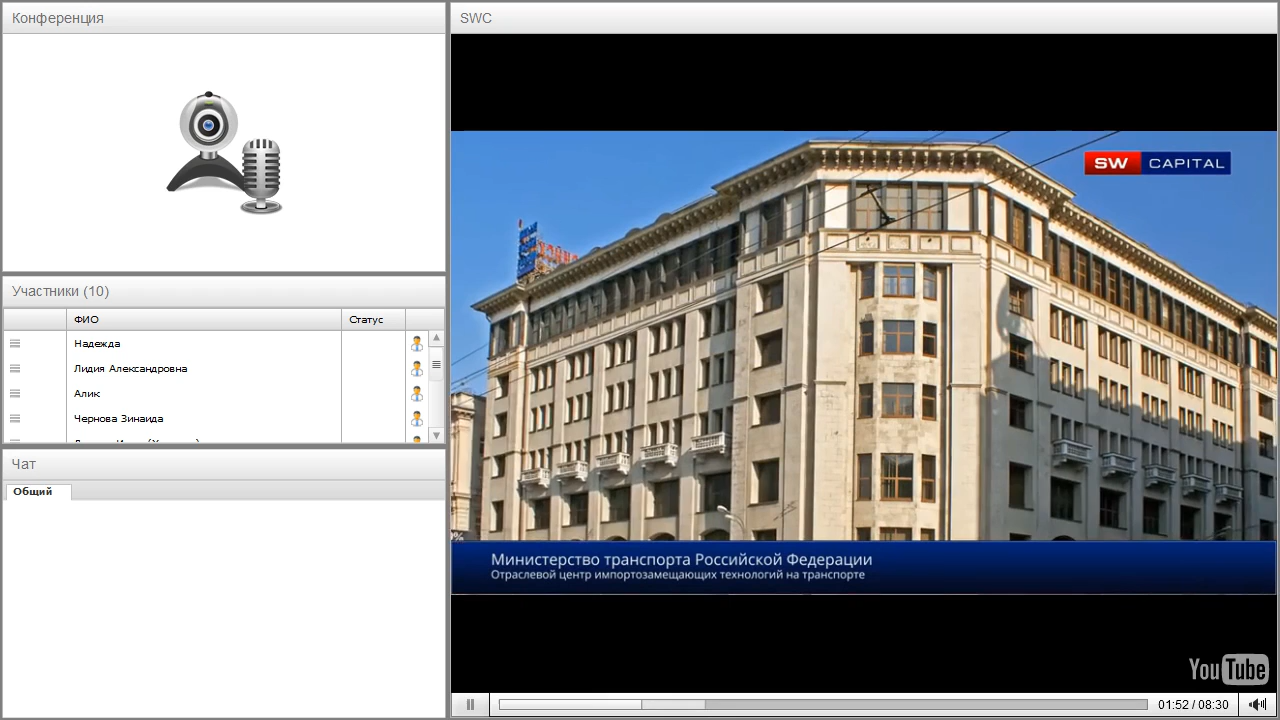 Конференция
SWC
SW CAPITAL
Участники (10)
ФИО
Статус
Надежда
Лидия Александровна
Алик
Чернова Зинаида
Чат
Общий
Министерство транспорта Российской Федерации
Отраслевой центр импортозамещающих технологий на транспорте
YouTube
01:52 / 08:30